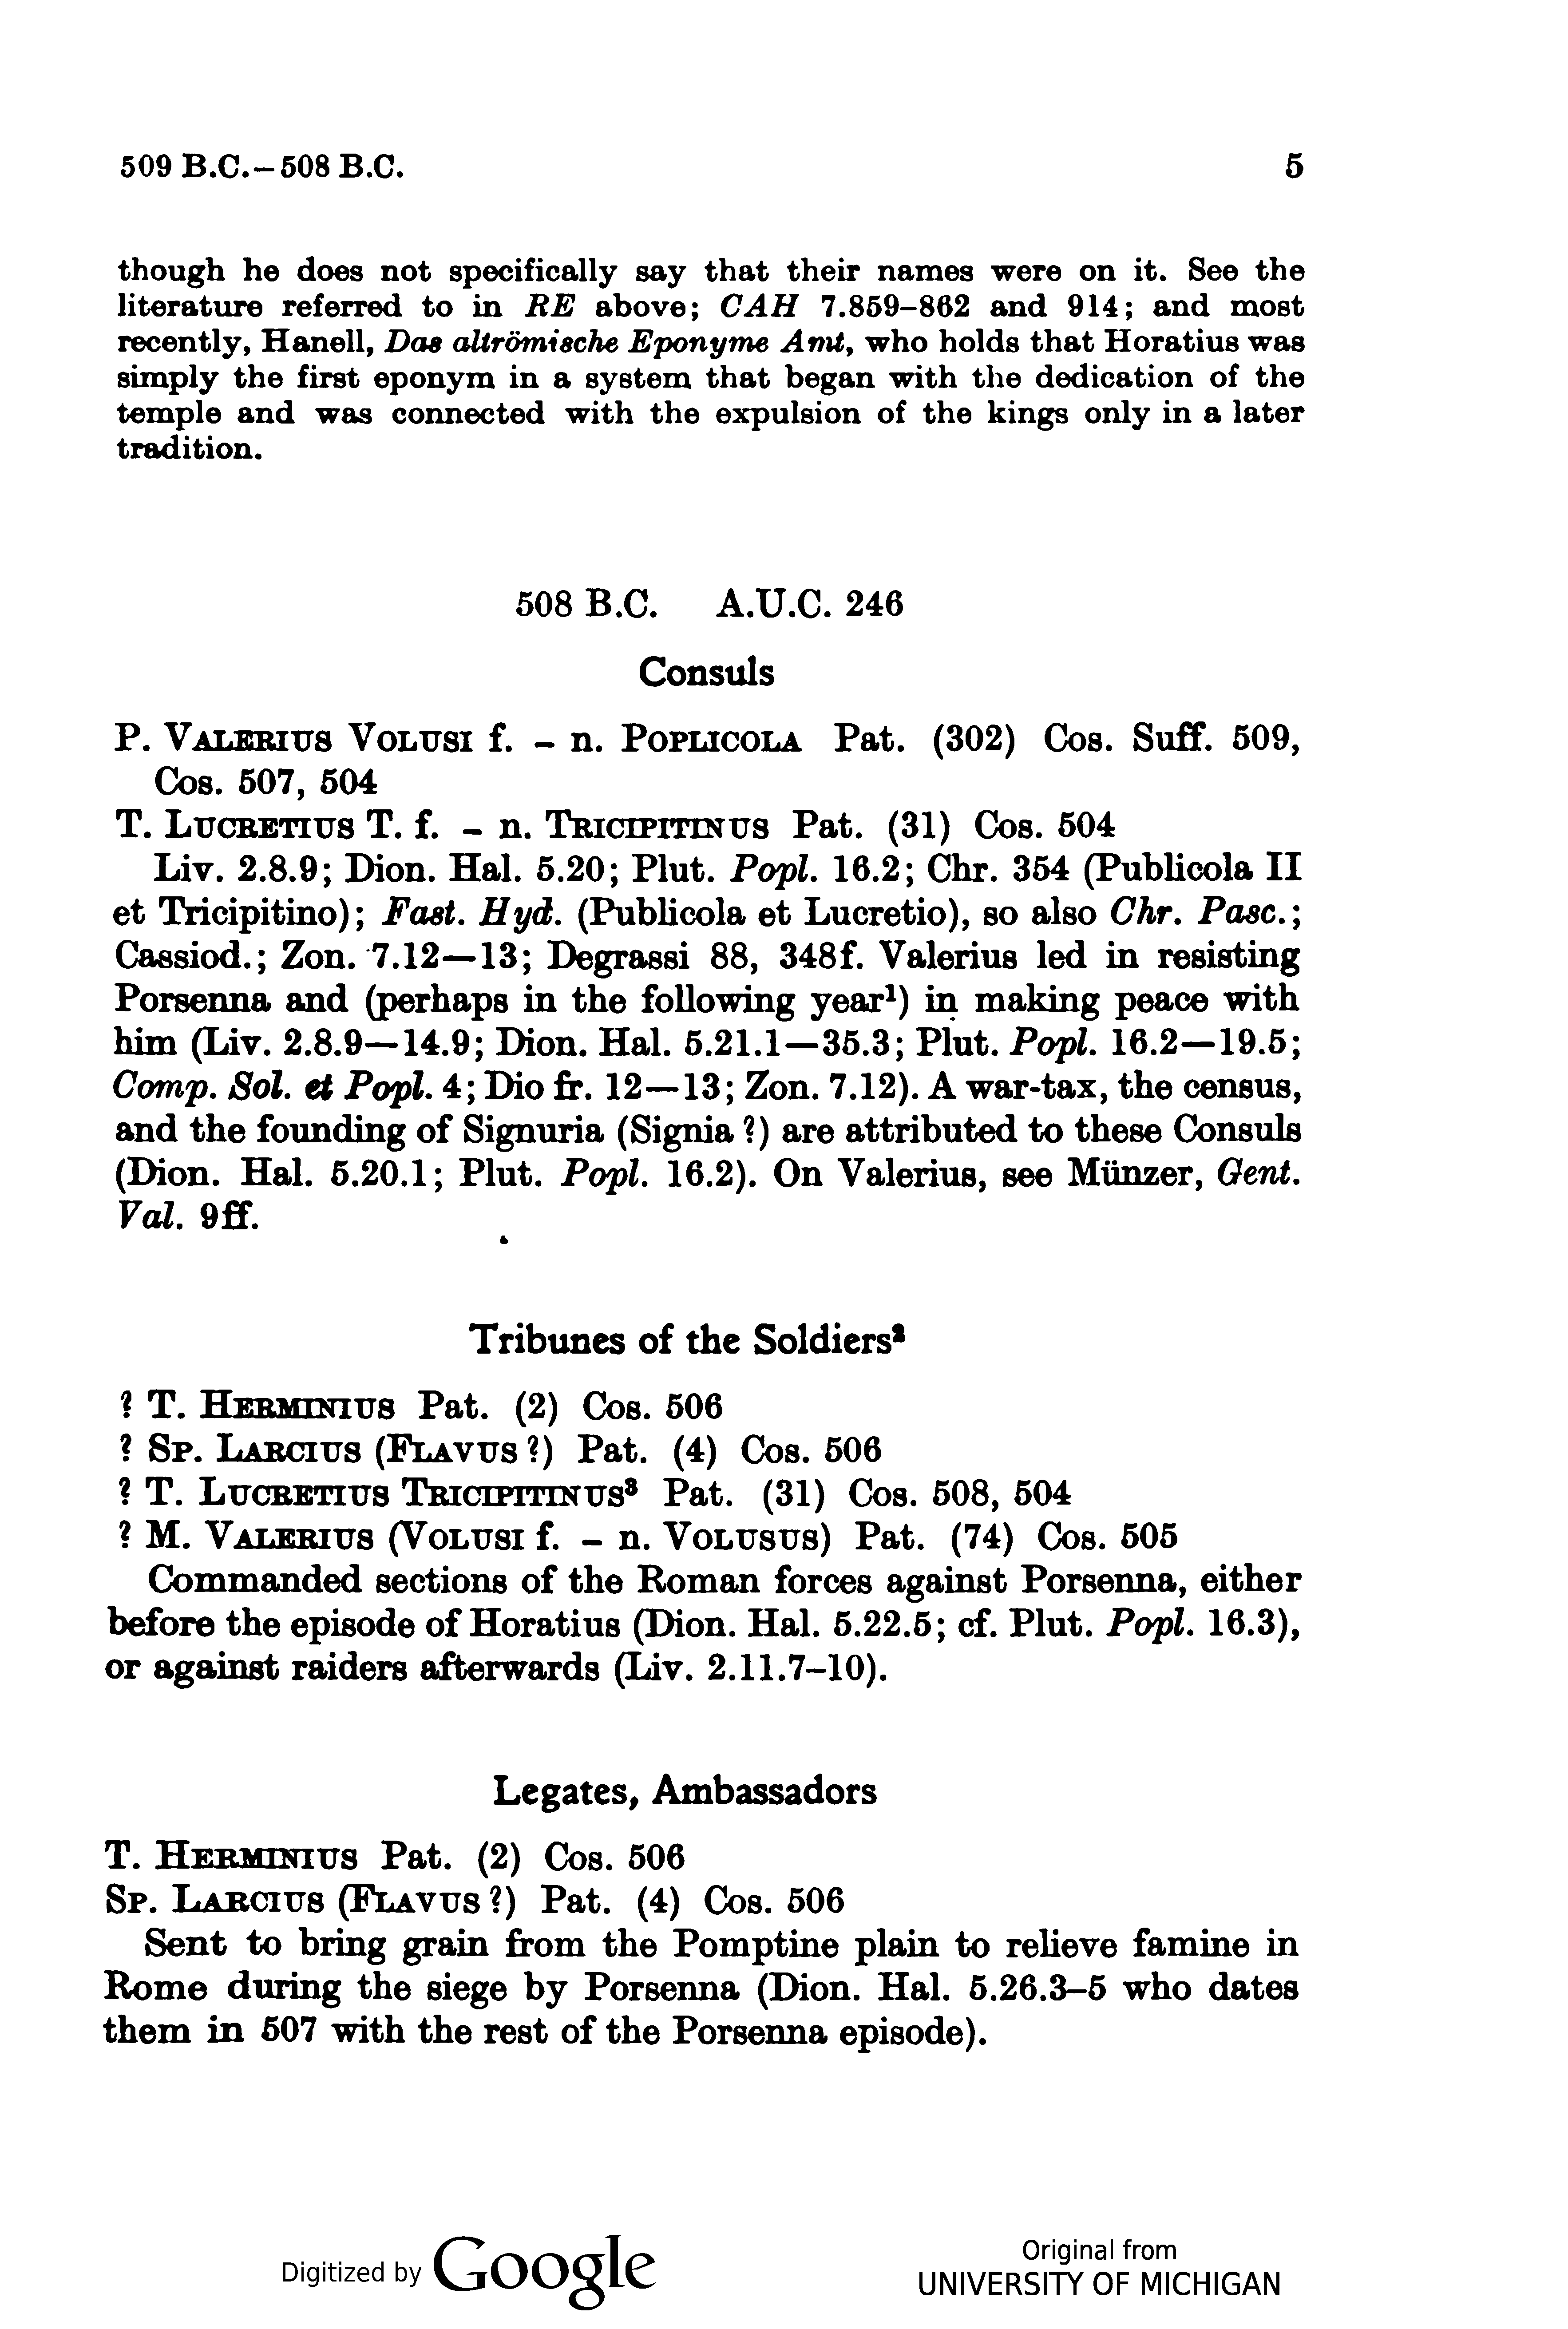 509 B.C.–508 B.C. 5
though he does not specifically say that their names were on it. See the
literature referred to in RE above; CAH 7.859–862 and 914; and most
recently, Hanell, Das altrömische Eponyme Amt, who holds that Horatius was
simply the first eponym in a system that began with the dedication of the
temple and was connected with the expulsion of the kings only in a later
tradition.
508 B.C. A.U.C. 246
Consuls
P. VALERIUS VOLUSI f. – n. POPLICOLA Pat. (302) Cos. Suff. 509,
Cos. 507, 504
T. LUCRETIUS T. f. – n. TRICIPITINUS Pat. (31) Cos. 504
Liv. 2.8.9; Dion. Hal. 5.20; Plut. Popl. 16.2; Chr. 354 (Publicola II
et Tricipitino); Fast. Hyd. (Publicola et Lucretio), so also Chr. Pasc.;
Cassiod.; Zon. 7.12—13; Degrassi 88, 348f. Valerius led in resisting
Porsenna and (perhaps in the following year¹) in making peace with
him (Liv. 2.8.9—14.9; Dion. Hal. 5.21.1—35.3; Plut. Popl. 16.2—19.5;
Comp. Sol. et Popl. 4; Dio fr. 12—13; Zon. 7.12). A war-tax, the census,
and the founding of Signuria (Signia ?) are attributed to these Consuls
(Dion. Hal. 5.20.1; Plut. Popl. 16.2). On Valerius, see Münzer, Gent.
Val. 9ff.
Tribunes of the Soldiers²
? T. HERMINIUS Pat. (2) Cos. 506
? SP. LARCIUS (FLAVUS ?) Pat. (4) Cos. 506
? T. LUCRETIUS TRICIPITINUS³ Pat. (31) Cos. 508, 504
? M. VALERIUS (VOLUSI f. – n. VOLUSUS) Pat. (74) Cos. 505
Commanded sections of the Roman forces against Porsenna, either
before the episode of Horatius (Dion. Hal. 5.22.5; cf. Plut. Popl. 16.3),
or against raiders afterwards (Liv. 2.11.7–10).
Legates, Ambassadors
T. HERMINIUS Pat. (2) Cos. 506
SP. LARCIUS (FLAVUS ?) Pat. (4) Cos. 506
Sent to bring grain from the Pomptine plain to relieve famine in
Rome during the siege by Porsenna (Dion. Hal. 5.26.3–5 who dates
them in 507 with the rest of the Porsenna episode).
Digitized by Google
Original from
UNIVERSITY OF MICHIGAN